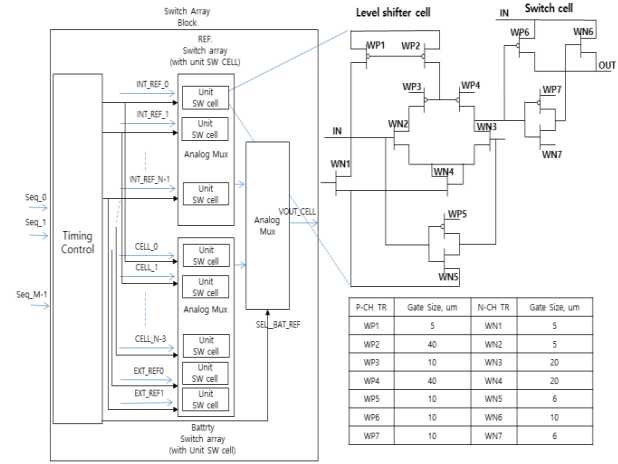 Switch Array
Block
REF.
Switch array
(with unit SW CELL)
INT_REF_0
Unit
SW cell
INT_REF_1
Unit
SW cell
Analog Mux
INT_REF_N-1
Unit
SW cell
Seq_0
Seq_1
Seq_M-1
Timing
Control
Analog
Mux
VOUT_CELL
CELL_0
Unit
SW cell
CELL_1
Unit
SW cell
Analog Mux
SEL_BAT_REF
CELL_N-3
Unit
SW cell
EXT_REF0
Unit
SW cell
EXT_REF1
Unit
SW cell
Battrty
Switch array
(with Unit SW cell)
Level shifter cell
WP1
WP2
WP3
WP4
IN
WN2
WN3
WN1
WN4
WP5
WN5
Switch cell
IN
WP6
WN6
OUT
WP7
WN7
P-CH TR Gate Size, um N-CH TR Gate Size, um
WP1 5 WN1 5
WP2 40 WN2 5
WP3 10 WN3 20
WP4 40 WN4 20
WP5 10 WN5 6
WP6 10 WN6 10
WP7 10 WN7 6